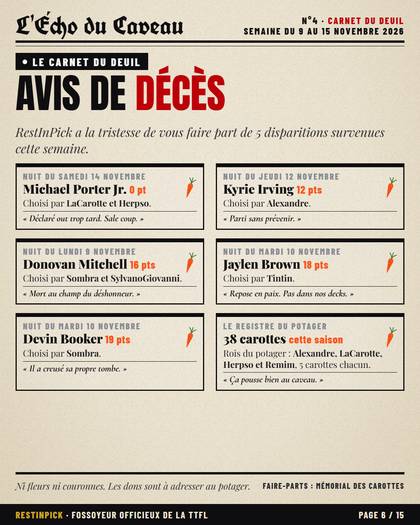 L'Écho du Caveau
N°4 · CARNET DU DEUIL
SEMAINE DU 9 AU 15 NOVEMBRE 2026
• LE CARNET DU DEUIL
AVIS DE DÉCÈS
RestInPick a la tristesse de vous faire part de 5 disparitions survenues
cette semaine.
NUIT DU SAMEDI 14 NOVEMBRE
Michael Porter Jr. 0 pt
Choisi par LaCarotte et Herpso.
« Déclaré out trop tard. Sale coup. »
NUIT DU JEUDI 12 NOVEMBRE
Kyrie Irving 12 pts
Choisi par Alexandre.
« Parti sans prévenir. »
NUIT DU LUNDI 9 NOVEMBRE
Donovan Mitchell 16 pts
Choisi par Sombra et SylvanoGiovanni.
« Mort au champ du déshonneur. »
NUIT DU MARDI 10 NOVEMBRE
Jaylen Brown 18 pts
Choisi par Tintin.
« Repose en paix. Pas dans nos decks. »
NUIT DU MARDI 10 NOVEMBRE
Devin Booker 19 pts
Choisi par Sombra.
« Il a creusé sa propre tombe. »
LE REGISTRE DU POTAGER
38 carottes cette saison
Rois du potager : Alexandre, LaCarotte,
Herpso et Remim, 5 carottes chacun.
« Ça pousse bien au caveau. »
Ni fleurs ni couronnes. Les dons sont à adresser au potager.
FAIRE-PARTS : MÉMORIAL DES CAROTTES
RESTINPICK · FOSSOYEUR OFFICIEUX DE LA TTFL
PAGE 6 / 15